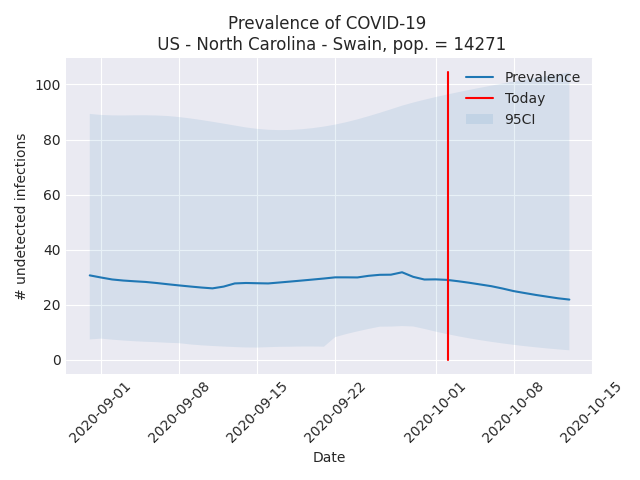 Prevalence of COVID-19
US - North Carolina - Swain, pop. = 14271
Prevalence
Today
95CI
100
80
60
40
20
0
# undetected infections
2020-09-01
2020-09-08
2020-09-15
2020-09-22
2020-10-01
2020-10-08
2020-10-15
Date